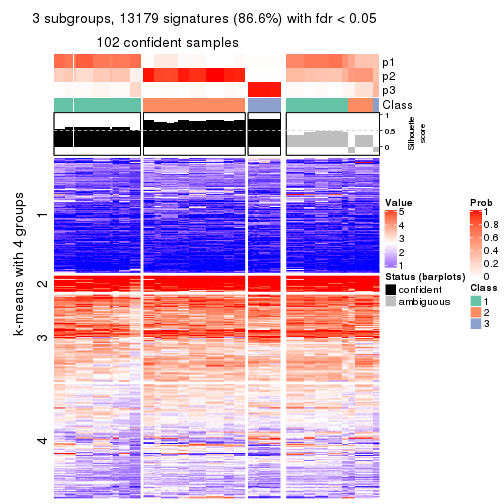 3 subgroups, 13179 signatures (86.6%) with fdr < 0.05
102 confident samples
p1
p2
p3
Class
1
0.5
0
Silhouette
score
k-means with 4 groups
1
2
3
4
Value
5
4
3
2
1
Status (barplots)
confident
ambiguous
Prob
1
0.8
0.6
0.4
0.2
0
Class
1
2
3